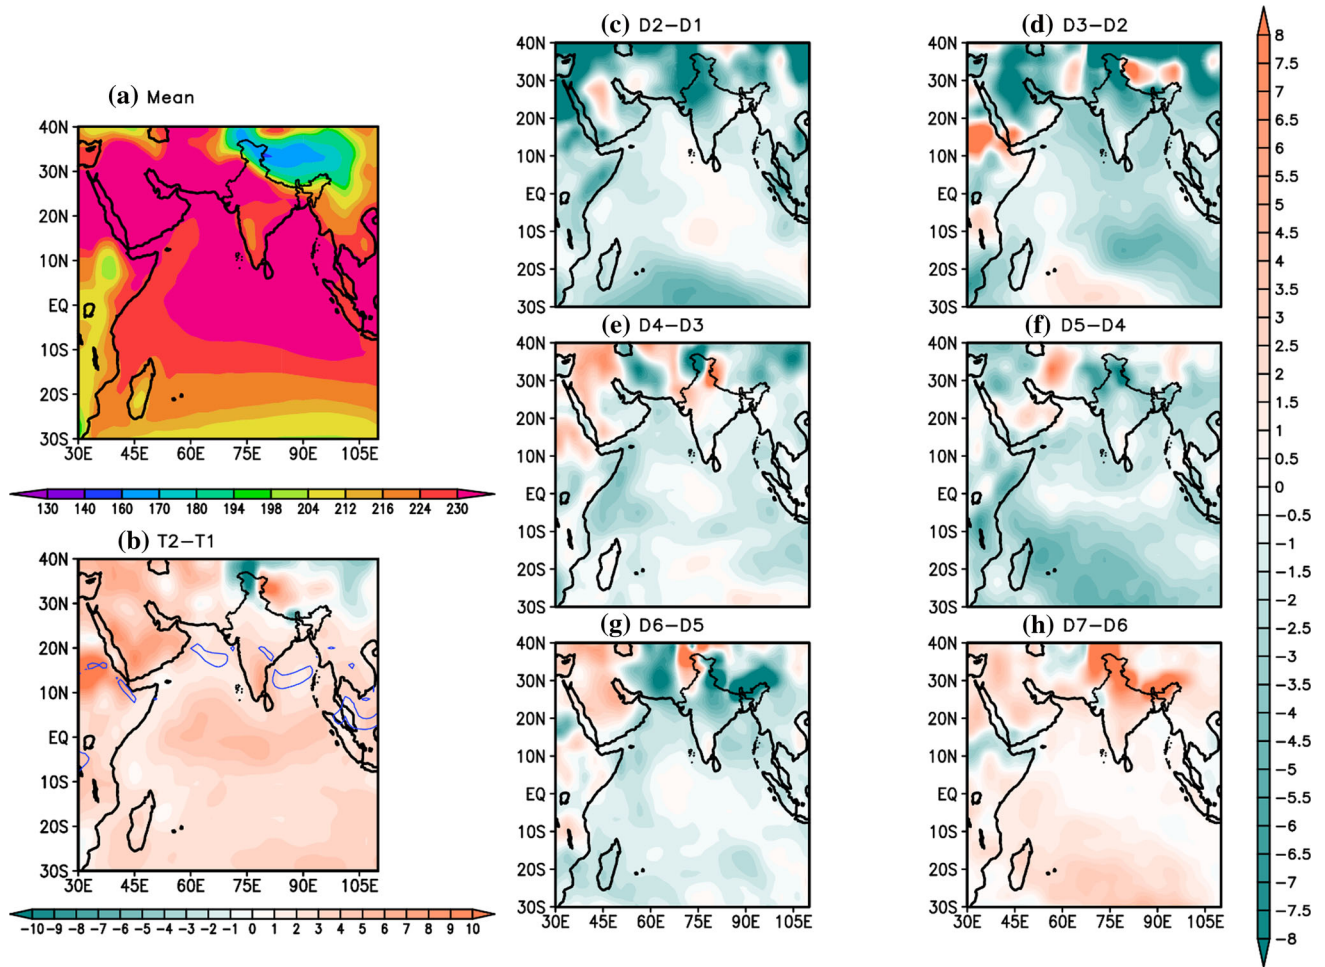 (a) Mean
40N
30N
20N
10N
EQ
10S
20S
30S
30E 45E 60E 75E 90E 105E
130 140 160 170 180 194 198 204 212 216 224 230
(b) T2−T1
40N
30N
20N
10N
EQ
10S
20S
30S
30E 45E 60E 75E 90E 105E
−10 −9 −8 −7 −6 −5 −4 −3 −2 −1 0 1 2 3 4 5 6 7 8 9 10
(c) D2−D1
40N
30N
20N
10N
EQ
10S
20S
30S
(d) D3−D2
40N
30N
20N
10N
EQ
10S
20S
30S
(e) D4−D3
40N
30N
20N
10N
EQ
10S
20S
30S
(f) D5−D4
40N
30N
20N
10N
EQ
10S
20S
30S
(g) D6−D5
40N
30N
20N
10N
EQ
10S
20S
30S
30E 45E 60E 75E 90E 105E
(h) D7−D6
40N
30N
20N
10N
EQ
10S
20S
30S
30E 45E 60E 75E 90E 105E
8
7.5
7
6.5
6
5.5
5
4.5
4
3.5
3
2.5
2
1.5
1
0.5
0
−0.5
−1
−1.5
−2
−2.5
−3
−3.5
−4
−4.5
−5
−5.5
−6
−6.5
−7
−7.5
−8